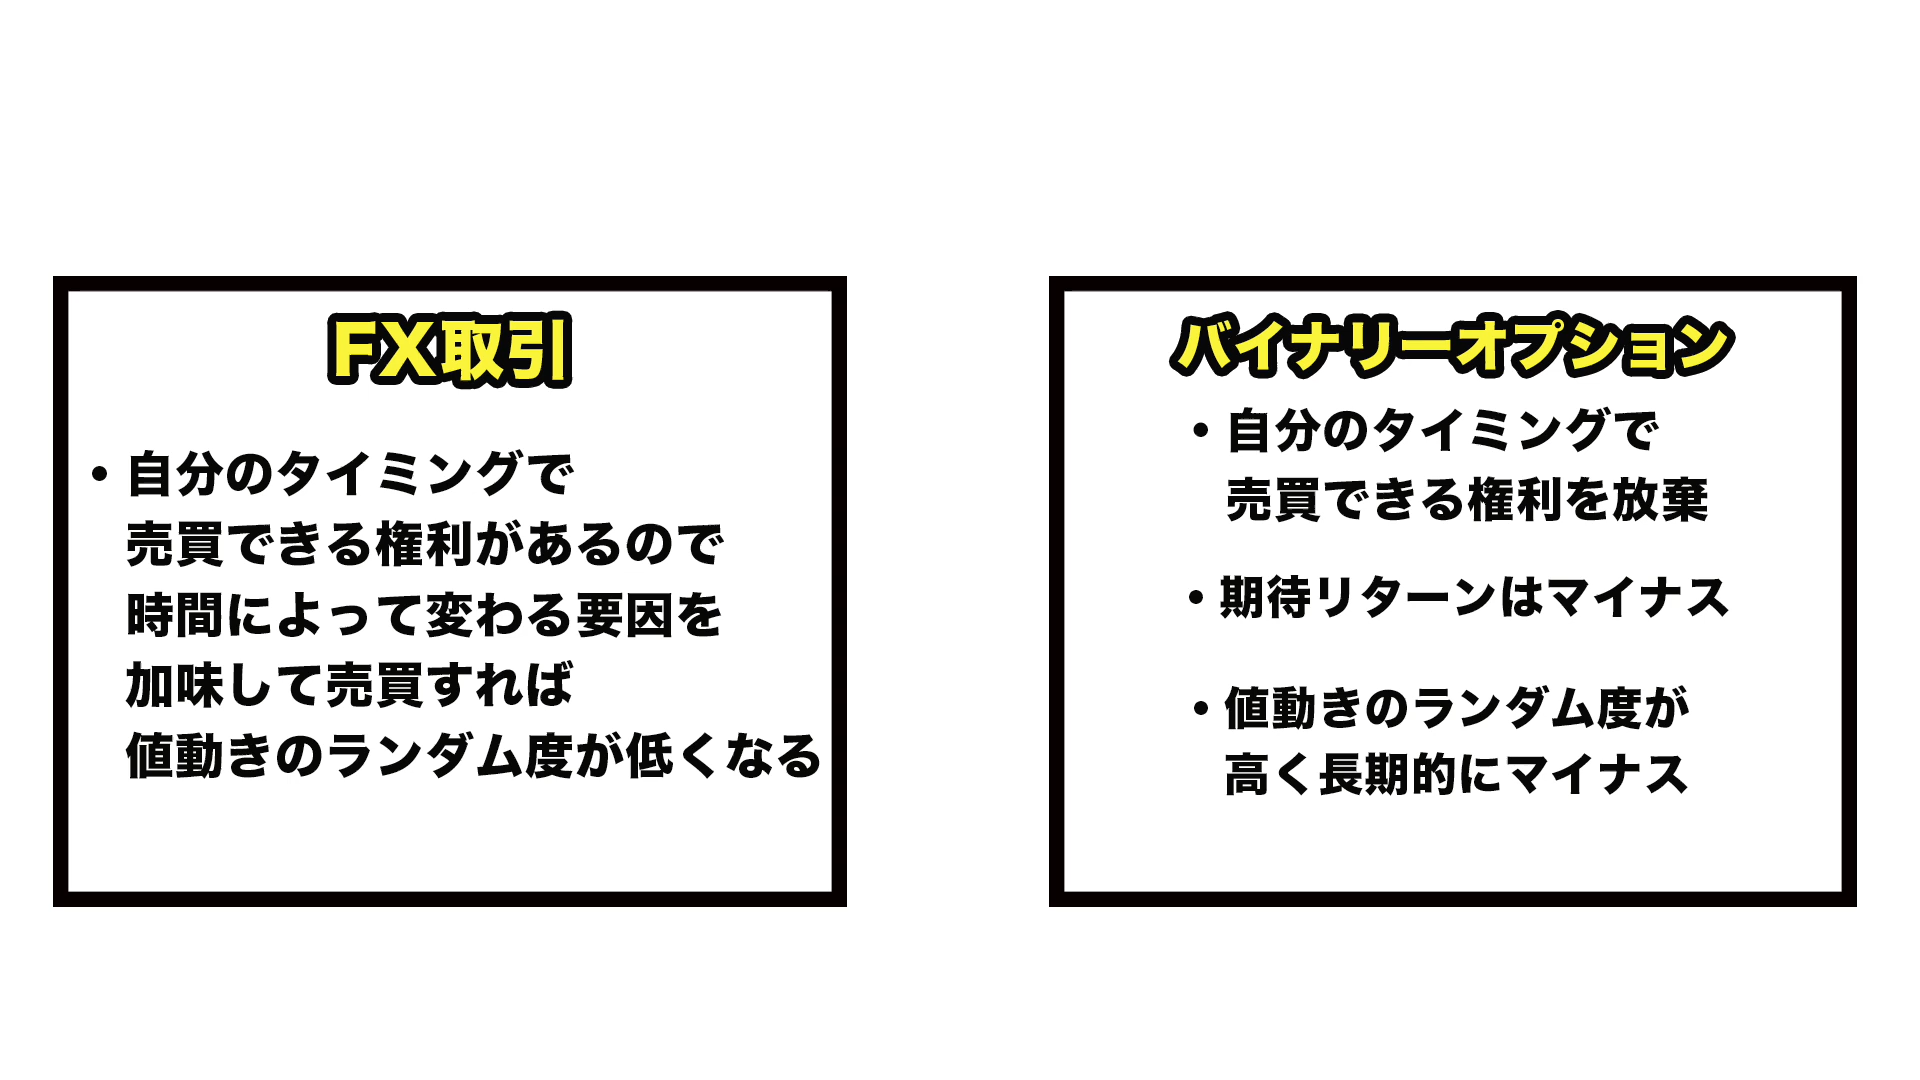 FX取引
・自分のタイミングで
売買できる権利があるので
時間によって変わる要因を
加味して売買すれば
値動きのランダム度が低くなる
バイナリーオプション
・自分のタイミングで
売買できる権利を放棄
・期待リターンはマイナス
・値動きのランダム度が
高く長期的にマイナス